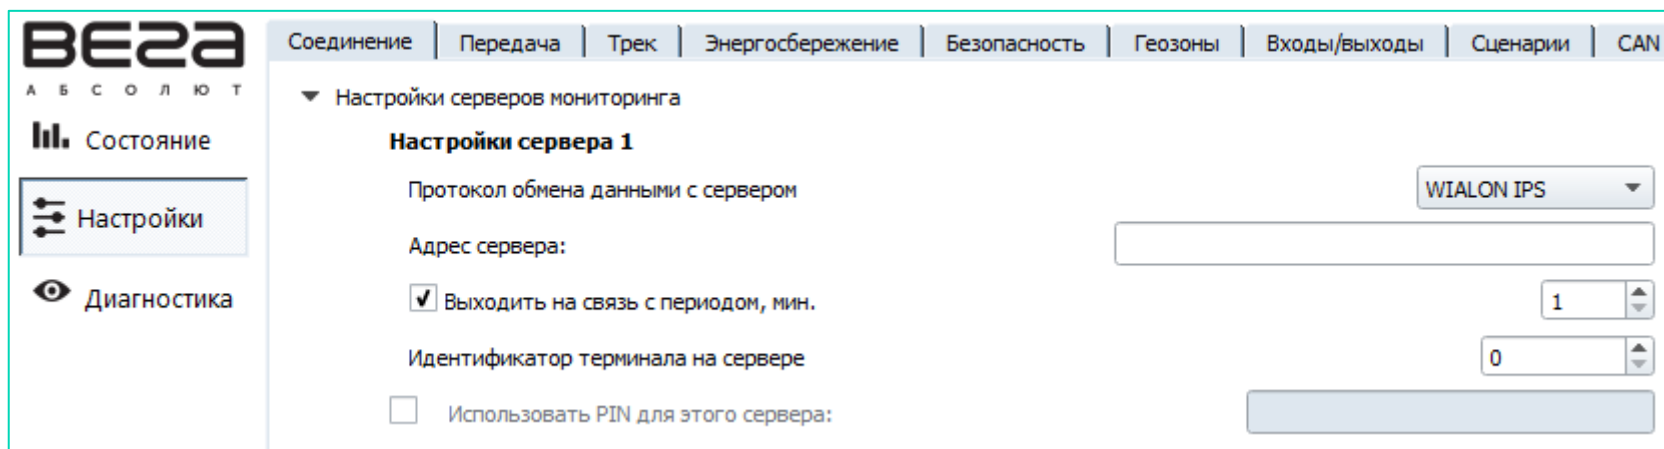 ВЕГА
АБСОЛЮТ
Состояние
Настройки
Диагностика
Соединение
Передача
Трек
Энергосбережение
Безопасность
Геозоны
Входы/выходы
Сценарии
CAN
Настройки серверов мониторинга
Настройки сервера 1
Протокол обмена данными с сервером WIALON IPS
Адрес сервера:
Выходить на связь с периодом, мин. 1
Идентификатор терминала на сервере 0
Использовать PIN для этого сервера: